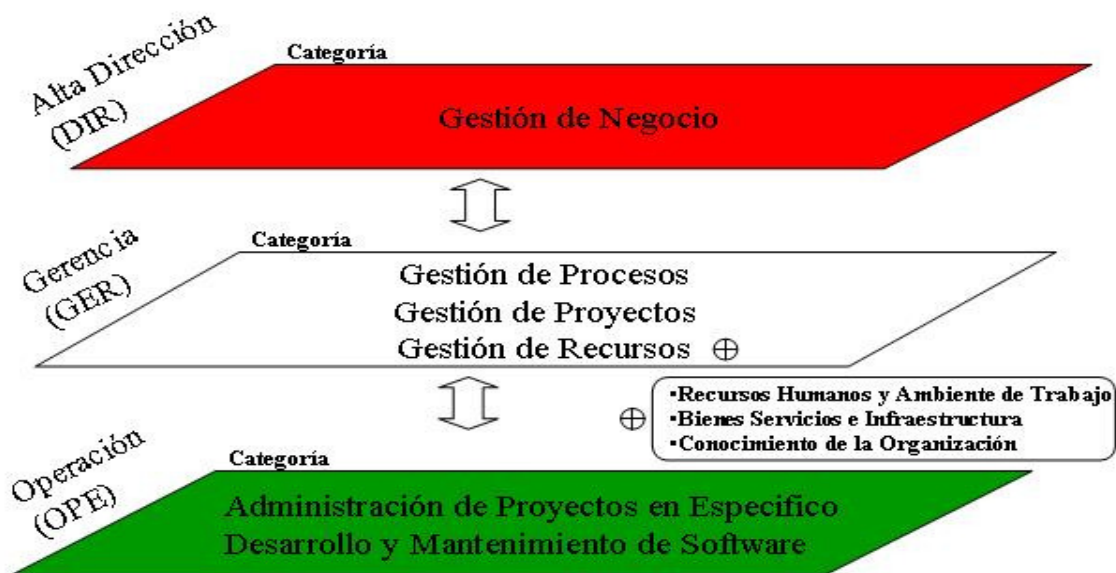 Alta Dirección
(DIR)
Categoría
Gestión de Negocio
Gerencia
(GER)
Categoría
Gestión de Procesos
Gestión de Proyectos
Gestión de Recursos ⊕
⊕
•Recursos Humanos y Ambiente de Trabajo
•Bienes Servicios e Infraestructura
•Conocimiento de la Organización
Operación
(OPE)
Categoría
Administración de Proyectos en Especifico
Desarrollo y Mantenimiento de Software